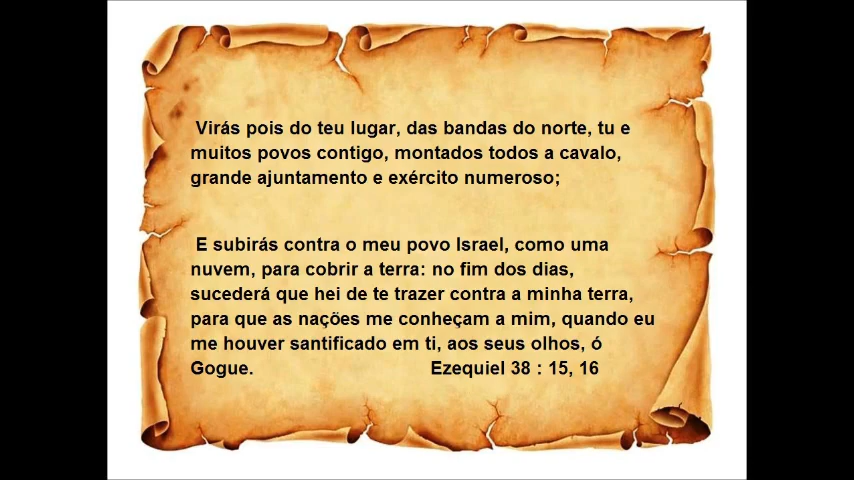 Virás pois do teu lugar, das bandas do norte, tu e
muitos povos contigo, montados todos a cavalo,
grande ajuntamento e exército numeroso;
E subirás contra o meu povo Israel, como uma
nuvem, para cobrir a terra: no fim dos dias,
sucederá que hei de te trazer contra a minha terra,
para que as nações me conheçam a mim, quando eu
me houver santificado em ti, aos seus olhos, ó
Gogue. Ezequiel 38 : 15, 16